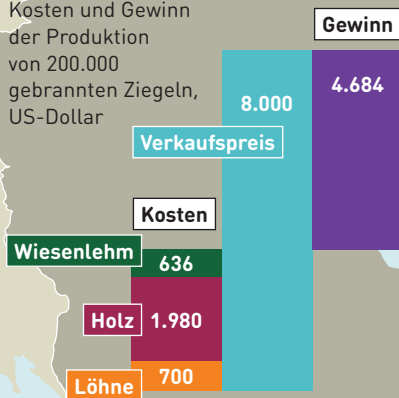 Kosten und Gewinn
der Produktion
von 200.000
gebrannten Ziegeln,
US-Dollar
Gewinn
4.684
8.000
Verkaufspreis
Kosten
Wiesenlehm
636
Holz
1.980
700
Löhne